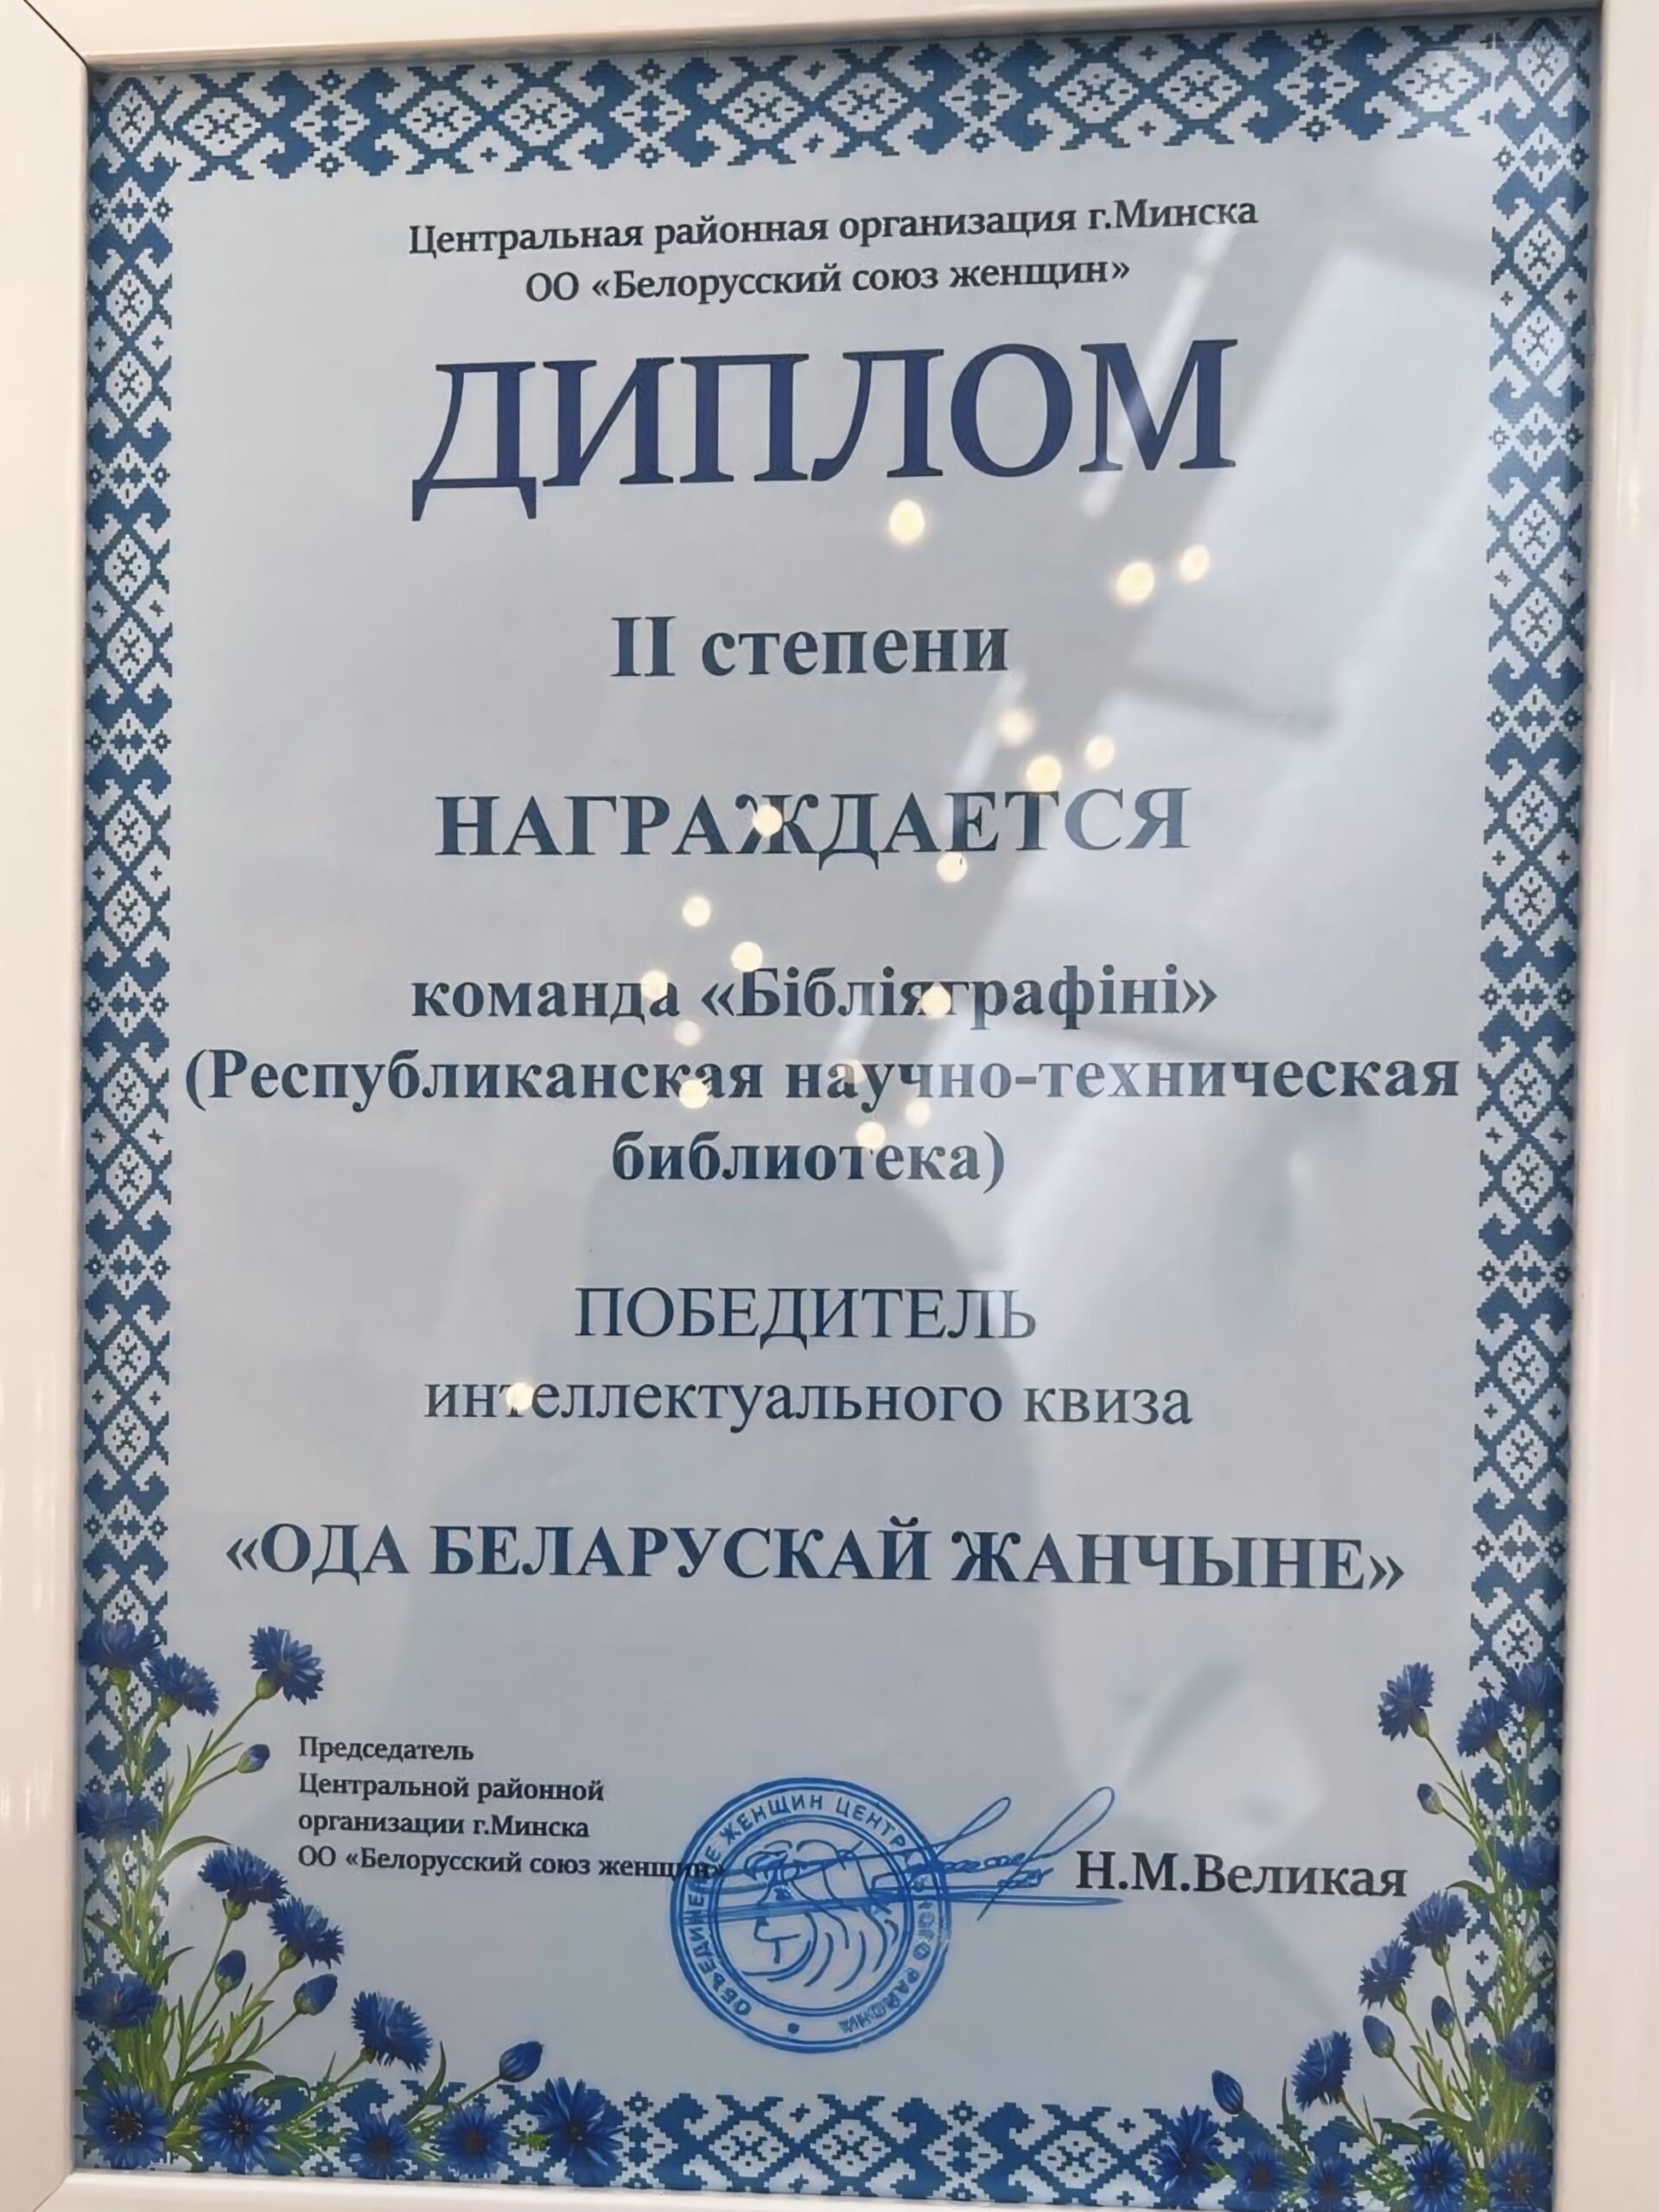 Центральная районная организация г.Минска
ОО «Белорусский союз женщин»
ДИПЛОМ
II степени
НАГРАЖДАЕТСЯ
команда «Бібліяграфіні»
(Республиканская научно-техническая
библиотека)
ПОБЕДИТЕЛЬ
интеллектуального квиза
«ОДА БЕЛАРУСКАЙ ЖАНЧЫНЕ»
Председатель
Центральной районной
организации г.Минска
ОО «Белорусский союз женщин»
Н.М.Великая
ЖЕНЩИН